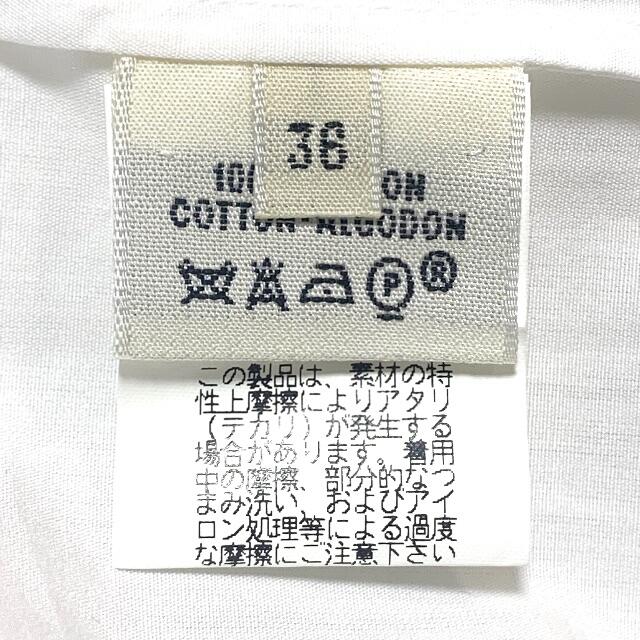 36
COTTON-ALGODON
P ®
この製品は、素材の特
性上摩擦によりアタリ
（テカリ）が発生する
場合があります。着用
中の摩擦、部分的なつ
まみ洗い、およびアイ
ロン処理等による過度
な摩擦にご注意下さい